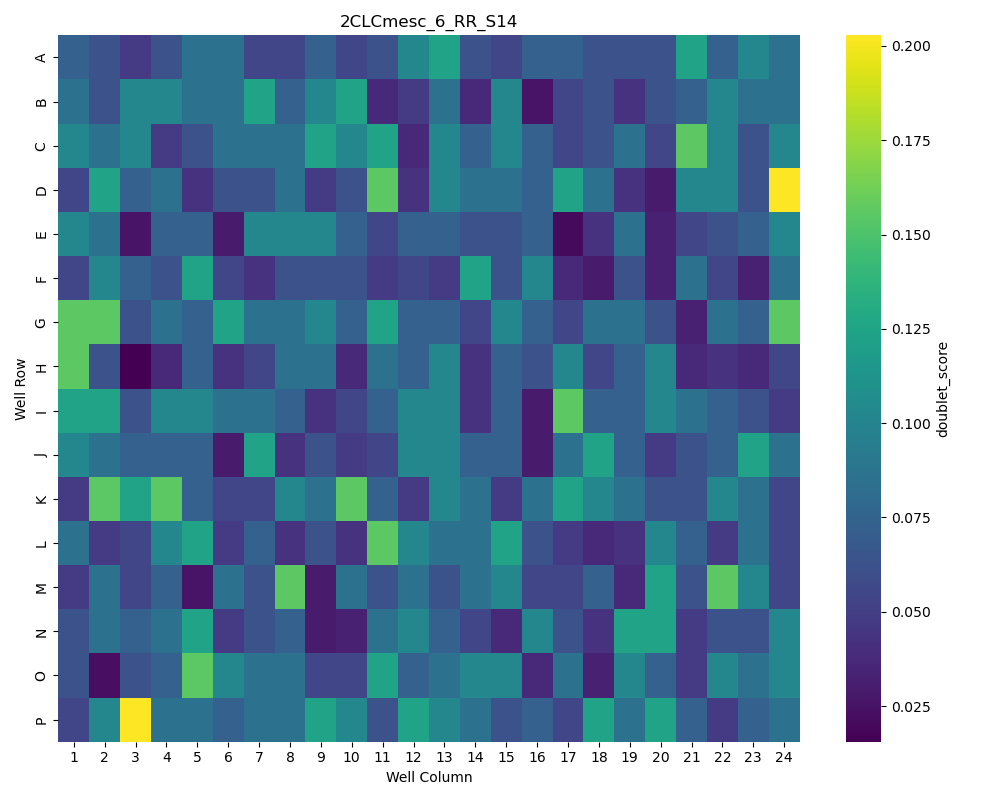 2CLCmesc_6_RR_S14
A
B
C
D
E
F
G
H
I
J
K
L
M
N
O
P
Well Row
1 2 3 4 5 6 7 8 9 10 11 12 13 14 15 16 17 18 19 20 21 22 23 24
Well Column
0.200
0.175
0.150
0.125
0.100
0.075
0.050
0.025
doublet_score